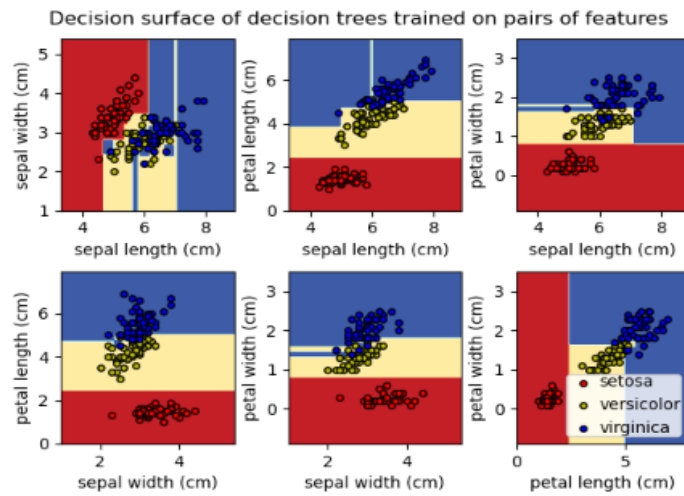 Decision surface of decision trees trained on pairs of features
sepal width (cm)
5
4
3
2
1
4 6 8
sepal length (cm)
petal length (cm)
6
4
2
0
4 6 8
sepal length (cm)
petal width (cm)
3
2
1
0
4 6 8
sepal length (cm)
petal length (cm)
6
4
2
0
2 4
sepal width (cm)
petal width (cm)
3
2
1
0
2 4
sepal width (cm)
petal width (cm)
3
2
1
0
setosa
versicolor
virginica
0 5
petal length (cm)